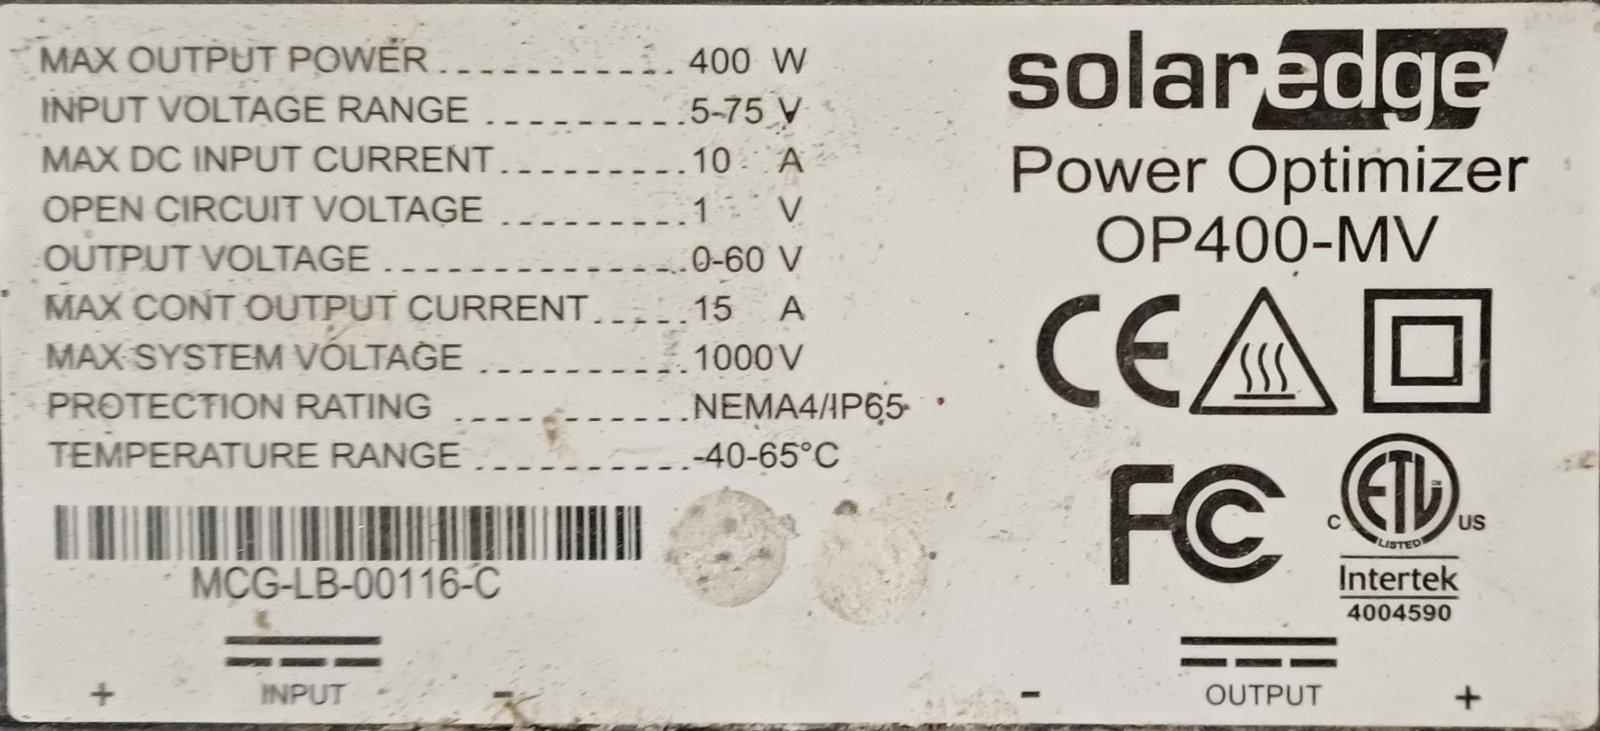 MAX OUTPUT POWER ............ 400 W
INPUT VOLTAGE RANGE ......... 5-75 V
MAX DC INPUT CURRENT ......... 10 A
OPEN CIRCUIT VOLTAGE ......... 1 V
OUTPUT VOLTAGE ............... 0-60 V
MAX CONT OUTPUT CURRENT ..... 15 A
MAX SYSTEM VOLTAGE .......... 1000 V
PROTECTION RATING ............ NEMA4/IP65
TEMPERATURE RANGE ........... -40-65°C
MCG-LB-00116-C
+ INPUT -
solaredge
Power Optimizer
OP400-MV
CE
FC
C ETL US
LISTED
Intertek
4004590
- OUTPUT +